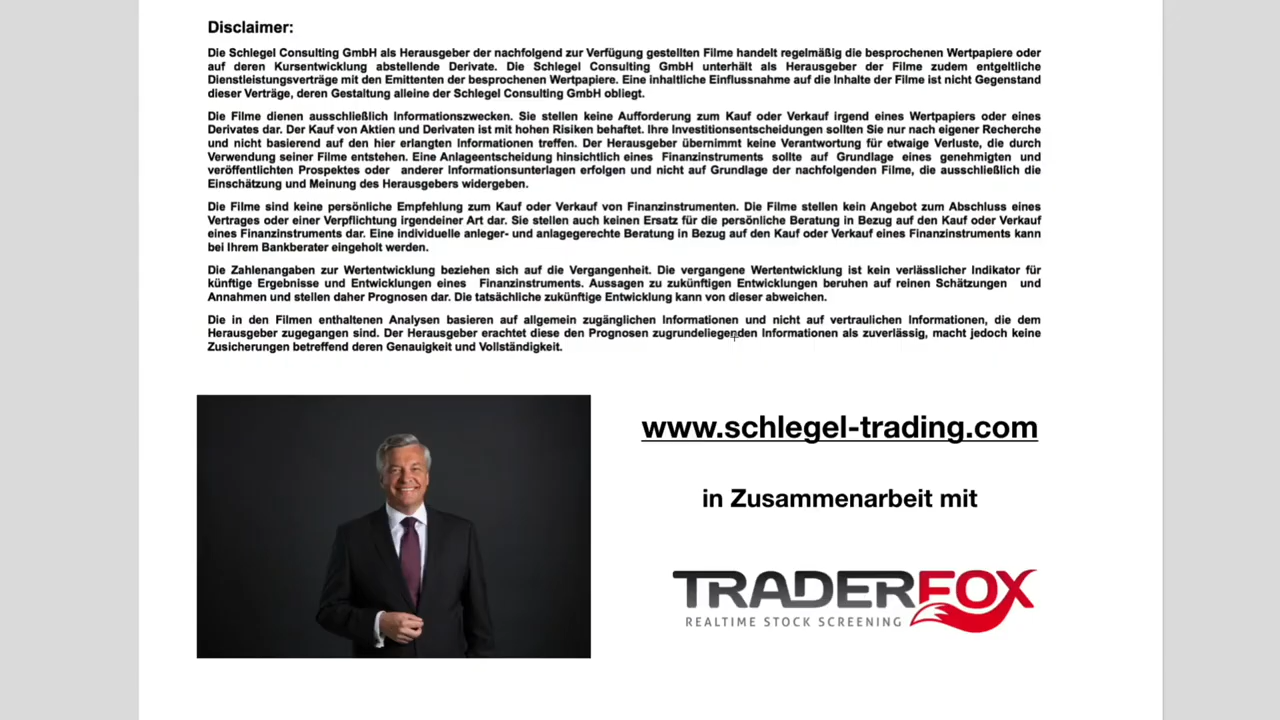 Disclaimer:
Die Schlegel Consulting GmbH als Herausgeber der nachfolgend zur Verfügung gestellten Filme handelt regelmäßig die besprochenen Wertpapiere oder
auf deren Kursentwicklung abstellende Derivate. Die Schlegel Consulting GmbH unterhält als Herausgeber der Filme zudem entgeltliche
Dienstleistungsverträge mit den Emittenten der besprochenen Wertpapiere. Eine inhaltliche Einflussnahme auf die Inhalte der Filme ist nicht Gegenstand
dieser Verträge, deren Gestaltung alleine der Schlegel Consulting GmbH obliegt.
Die Filme dienen ausschließlich Informationszwecken. Sie stellen keine Aufforderung zum Kauf oder Verkauf irgend eines Wertpapiers oder eines
Derivates dar. Der Kauf von Aktien und Derivaten ist mit hohen Risiken behaftet. Ihre Investitionsentscheidungen sollten Sie nur nach eigener Recherche
und nicht basierend auf den hier erlangten Informationen treffen. Der Herausgeber übernimmt keine Verantwortung für etwaige Verluste, die durch
Verwendung seiner Filme entstehen. Eine Anlageentscheidung hinsichtlich eines Finanzinstruments sollte auf Grundlage eines genehmigten und
veröffentlichten Prospektes oder anderer Informationsunterlagen erfolgen und nicht auf Grundlage der nachfolgenden Filme, die ausschließlich die
Einschätzung und Meinung des Herausgebers widergeben.
Die Filme sind keine persönliche Empfehlung zum Kauf oder Verkauf von Finanzinstrumenten. Die Filme stellen kein Angebot zum Abschluss eines
Vertrages oder einer Verpflichtung irgendeiner Art dar. Sie stellen auch keinen Ersatz für die persönliche Beratung in Bezug auf den Kauf oder Verkauf
eines Finanzinstruments dar. Eine individuelle anleger- und anlagegerechte Beratung in Bezug auf den Kauf oder Verkauf eines Finanzinstruments kann
bei Ihrem Bankberater eingeholt werden.
Die Zahlenangaben zur Wertentwicklung beziehen sich auf die Vergangenheit. Die vergangene Wertentwicklung ist kein verlässlicher Indikator für
künftige Ergebnisse und Entwicklungen eines Finanzinstruments. Aussagen zu zukünftigen Entwicklungen beruhen auf reinen Schätzungen und
Annahmen und stellen daher Prognosen dar. Die tatsächliche zukünftige Entwicklung kann von dieser abweichen.
Die in den Filmen enthaltenen Analysen basieren auf allgemein zugänglichen Informationen und nicht auf vertraulichen Informationen, die dem
Herausgeber zugegangen sind. Der Herausgeber erachtet diese den Prognosen zugrundeliegenden Informationen als zuverlässig, macht jedoch keine
Zusicherungen betreffend deren Genauigkeit und Vollständigkeit.
www.schlegel-trading.com
in Zusammenarbeit mit
TRADERFOX
REALTIME STOCK SCREENING